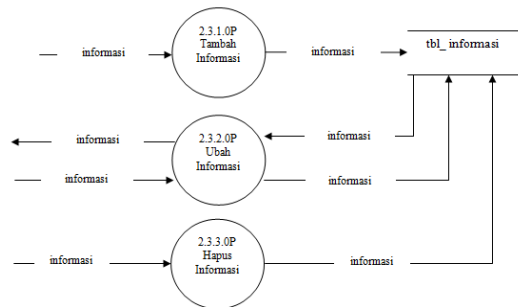 2.3.1.0P
Tambah
Informasi
informasi
informasi
tbl_ informasi
2.3.2.0P
Ubah
Informasi
informasi
informasi
informasi
informasi
2.3.3.0P
Hapus
Informasi
informasi
informasi